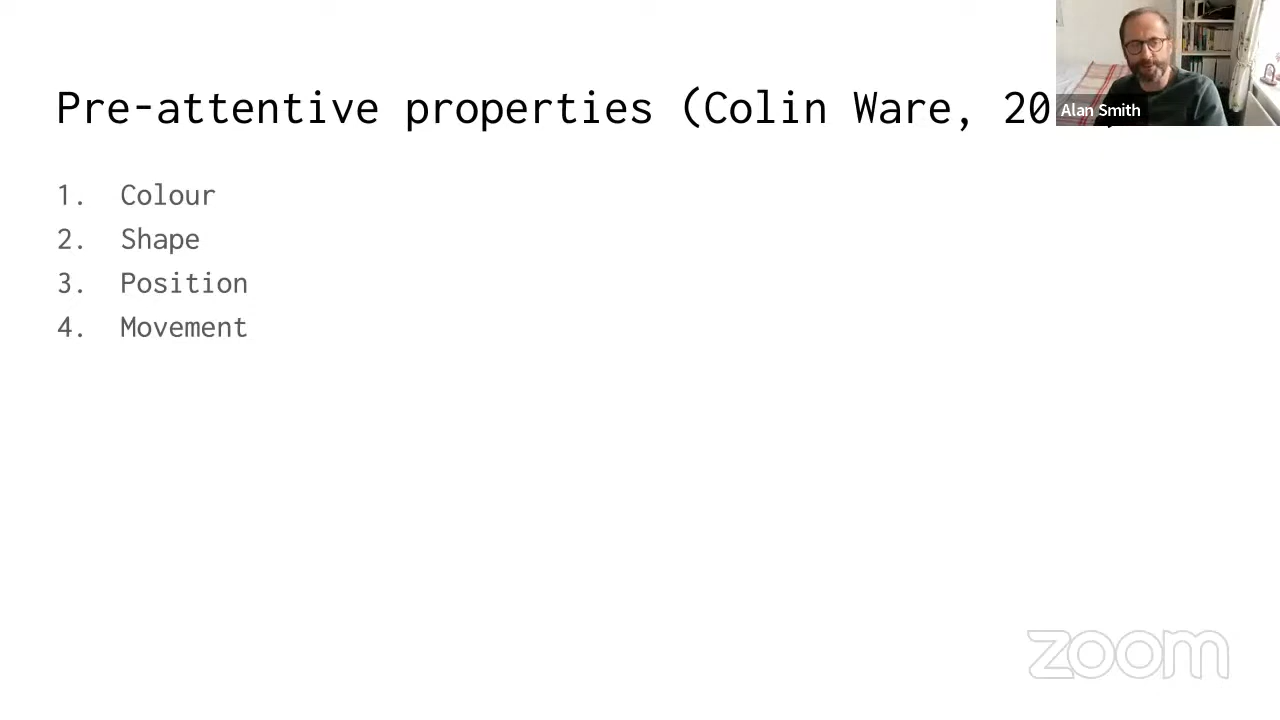 Pre-attentive properties (Colin Ware, 20
Alan Smith
1. Colour
2. Shape
3. Position
4. Movement
zoom